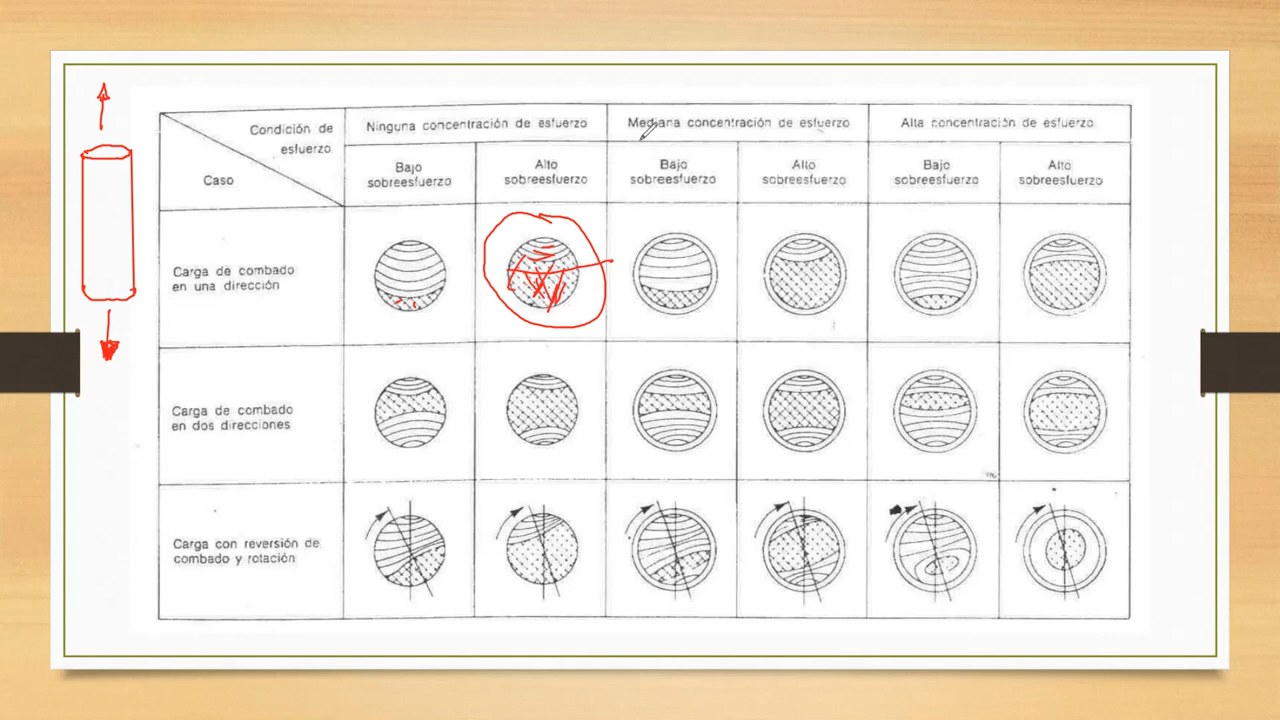 Condición de
esfuerzo
Caso
Ninguna concentración de esfuerzo
Mediana concentración de esfuerzo
Alta concentración de esfuerzo
Bajo
sobreesfuerzo
Alto
sobreesfuerzo
Bajo
sobreesfuerzo
Alto
sobreesfuerzo
Bajo
sobreesfuerzo
Alto
sobreesfuerzo
Carga de combado
en una dirección
Carga de combado
en dos direcciones
Carga con reversión de
combado y rotación